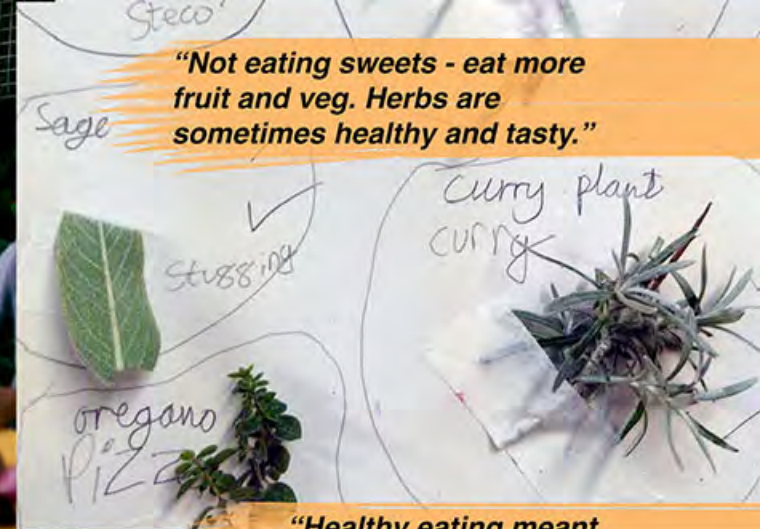 Steco
"Not eating sweets - eat more
fruit and veg. Herbs are
sometimes healthy and tasty."
Sage
Stuffing
curry plant
curry
oregano
Pizza
"Healthy eating meant